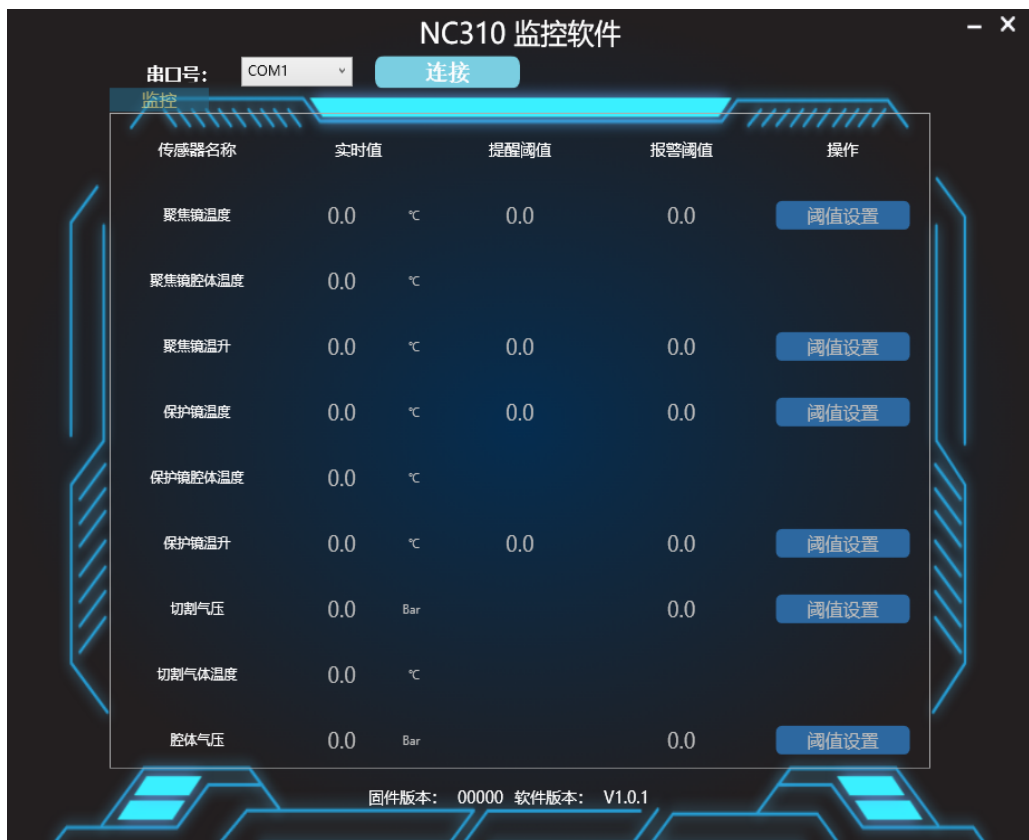 NC310 监控软件
串口号: COM1 连接
监控
传感器名称 实时值 提醒阈值 报警阈值 操作
聚焦镜温度 0.0 ℃ 0.0 0.0 阈值设置
聚焦镜腔体温度 0.0 ℃
聚焦镜温升 0.0 ℃ 0.0 0.0 阈值设置
保护镜温度 0.0 ℃ 0.0 0.0 阈值设置
保护镜腔体温度 0.0 ℃
保护镜温升 0.0 ℃ 0.0 0.0 阈值设置
切割气压 0.0 Bar 0.0 阈值设置
切割气体温度 0.0 ℃
腔体气压 0.0 Bar 0.0 阈值设置
固件版本: 00000 软件版本: V1.0.1